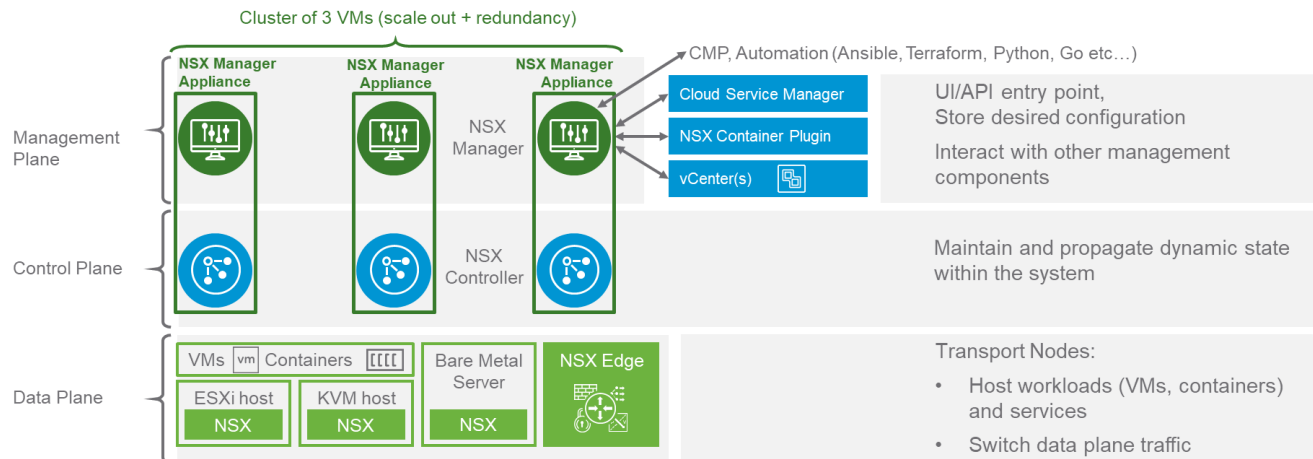 Cluster of 3 VMs (scale out + redundancy)
NSX Manager
Appliance
NSX Manager
Appliance
NSX Manager
Appliance
CMP, Automation (Ansible, Terraform, Python, Go etc…)
Management
Plane
NSX
Manager
Cloud Service Manager
NSX Container Plugin
vCenter(s)
UI/API entry point,
Store desired configuration
Interact with other management
components
Control Plane
NSX
Controller
Maintain and propagate dynamic state
within the system
Data Plane
VMs vm Containers
ESXi host
NSX
KVM host
NSX
Bare Metal
Server
NSX
NSX Edge
Transport Nodes:
• Host workloads (VMs, containers)
and services
• Switch data plane traffic